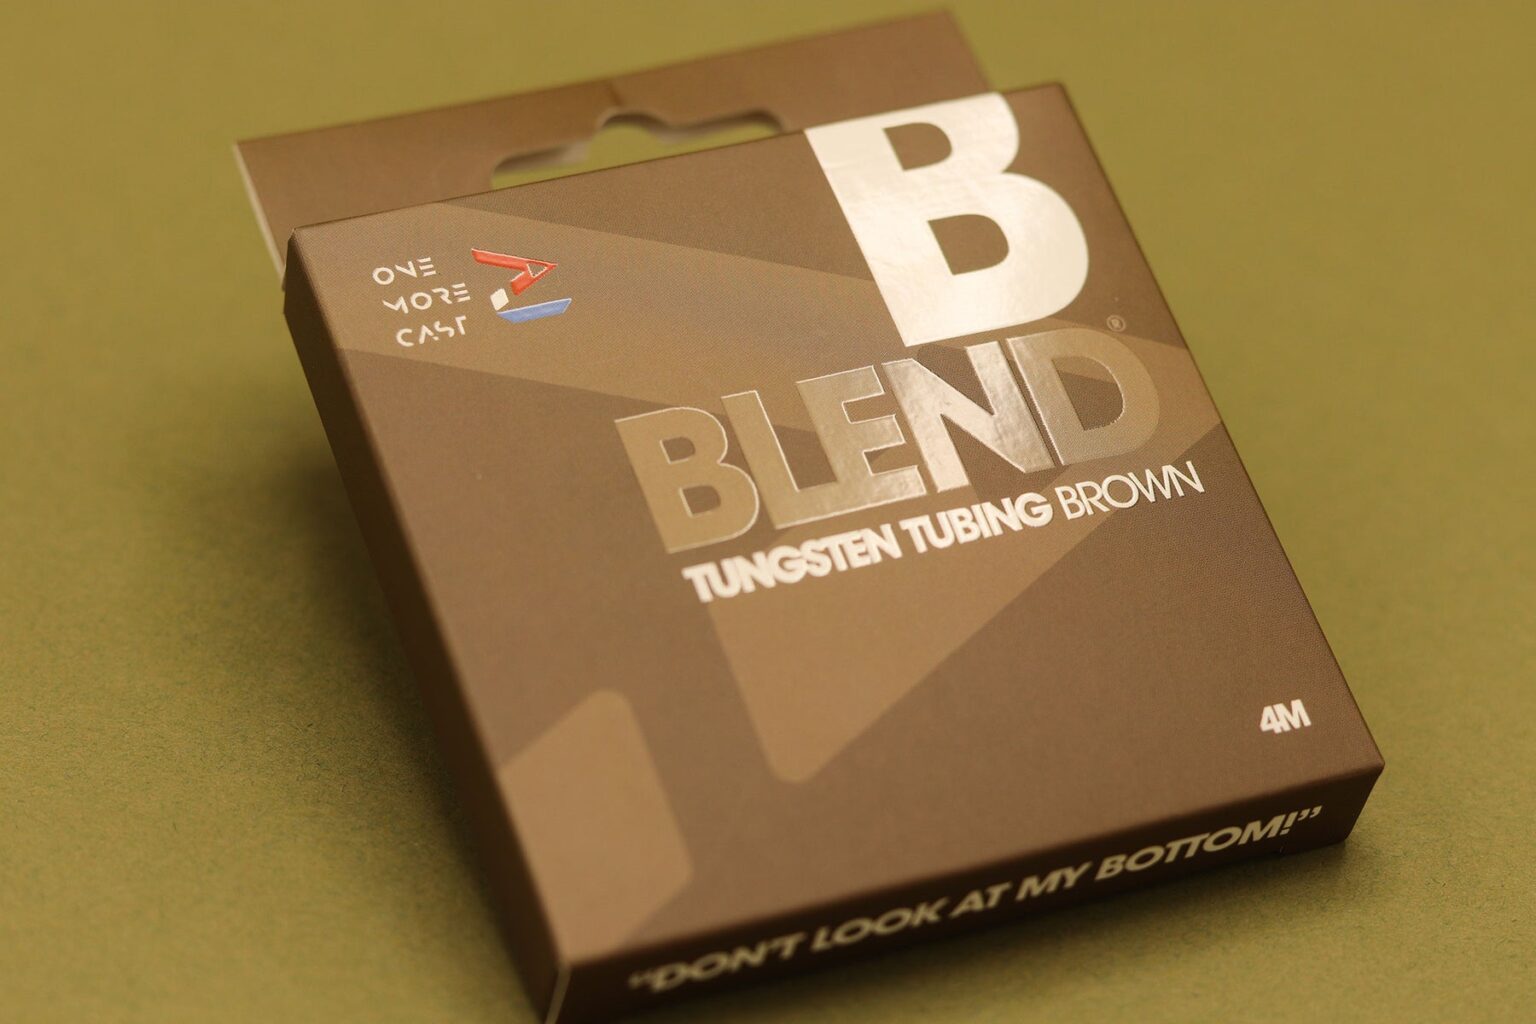 ONE
MORE
CAST
B
BLEND®
TUNGSTEN TUBING BROWN
4M
“DON'T LOOK AT MY BOTTOM!”